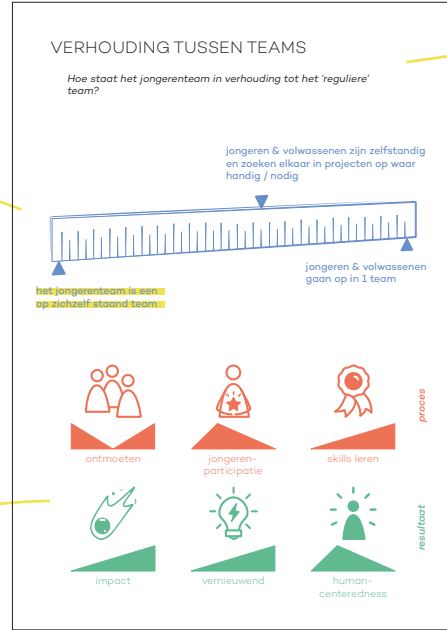 VERHOUDING TUSSEN TEAMS
Hoe staat het jongerenteam in verhouding tot het ‘reguliere’
team?
jongeren & volwassenen zijn zelfstandig
en zoeken elkaar in projecten op waar
handig / nodig
jongeren & volwassenen
gaan op in 1 team
het jongerenteam is een
op zichzelf staand team
proces
ontmoeten
jongeren-
participatie
skills leren
resultaat
impact
vernieuwend
human-
centeredness